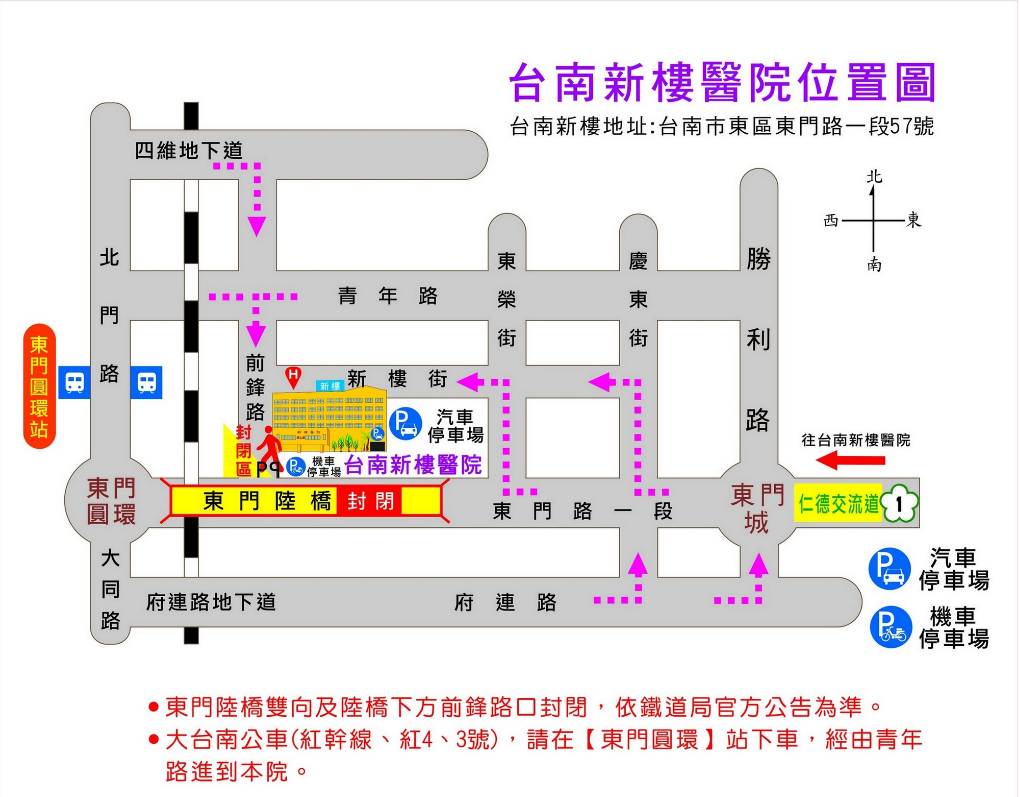 台南新樓醫院位置圖
台南新樓地址:台南市東區東門路一段57號
北
西
東
南
四維地下道
北門路
東榮街
慶東街
勝利路
青年路
東門圓環站
前鋒路
H
新樓
新樓街
P
汽車
停車場
封閉區
P
機車
停車場
台南新樓醫院
往台南新樓醫院
東門
圓環
東門陸橋 封閉
東門路一段
東門
城
仁德交流道 1
大同路
府連路地下道
府連路
P
汽車
停車場
P
機車
停車場
●東門陸橋雙向及陸橋下方前鋒路口封閉，依鐵道局官方公告為準。
●大台南公車(紅幹線、紅4、3號)，請在【東門圓環】站下車，經由青年
路進到本院。